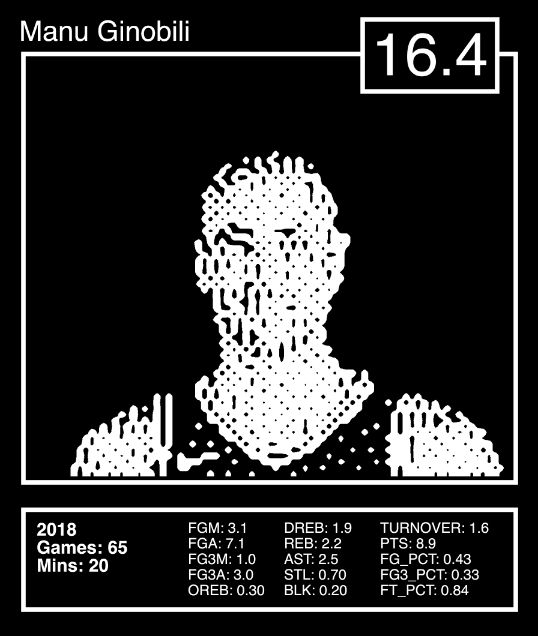 Manu Ginobili
16.4
2018
Games: 65
Mins: 20
FGM: 3.1
FGA: 7.1
FG3M: 1.0
FG3A: 3.0
OREB: 0.30
DREB: 1.9
REB: 2.2
AST: 2.5
STL: 0.70
BLK: 0.20
TURNOVER: 1.6
PTS: 8.9
FG_PCT: 0.43
FG3_PCT: 0.33
FT_PCT: 0.84